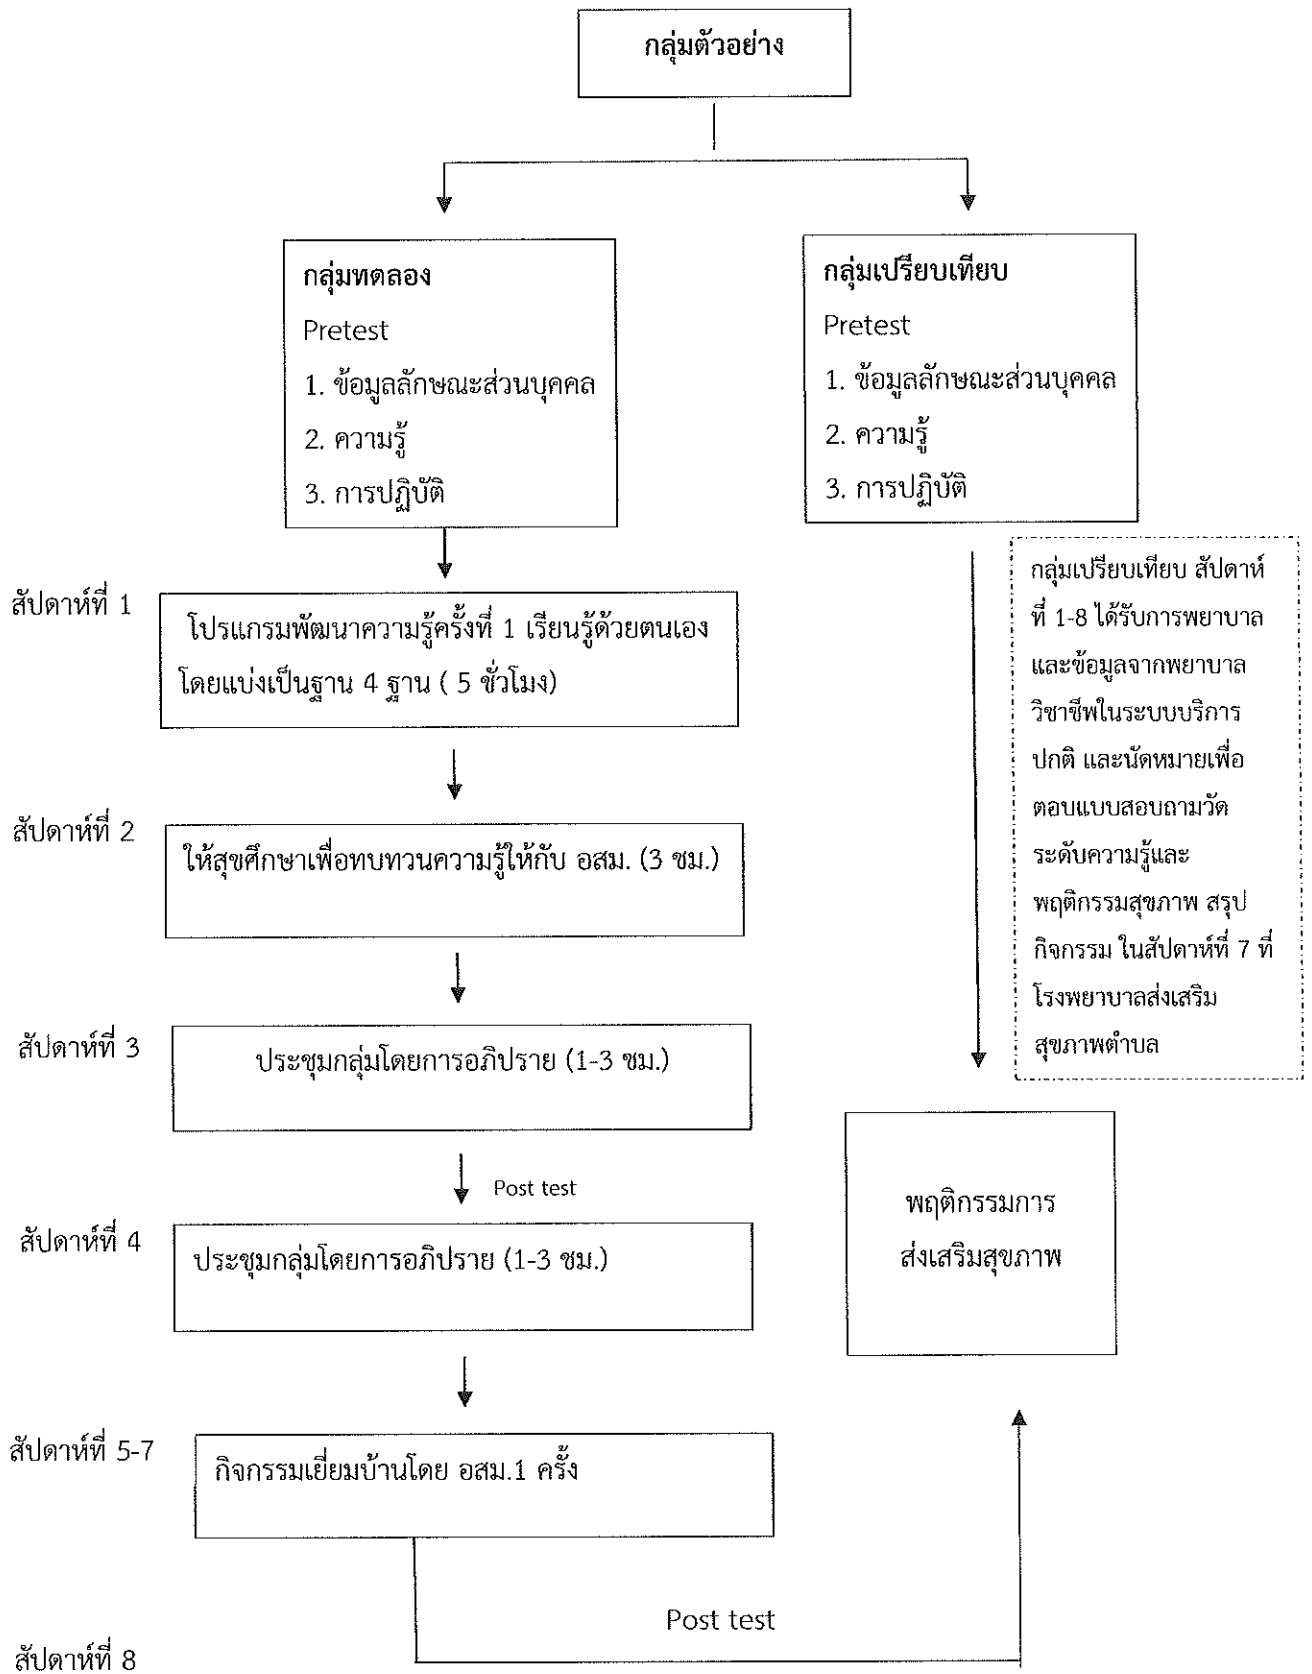 กลุ่มตัวอย่าง
กลุ่มทดลอง
Pretest
1. ข้อมูลลักษณะส่วนบุคคล
2. ความรู้
3. การปฏิบัติ
กลุ่มเปรียบเทียบ
Pretest
1. ข้อมูลลักษณะส่วนบุคคล
2. ความรู้
3. การปฏิบัติ
กลุ่มเปรียบเทียบ สัปดาห์
ที่ 1-8 ได้รับการพยาบาล
และข้อมูลจากพยาบาล
วิชาชีพในระบบบริการ
ปกติ และนัดหมายเพื่อ
ตอบแบบสอบถามวัด
ระดับความรู้และ
พฤติกรรมสุขภาพ สรุป
กิจกรรม ในสัปดาห์ที่ 7 ที่
โรงพยาบาลส่งเสริม
สุขภาพตำบล
สัปดาห์ที่ 1
โปรแกรมพัฒนาความรู้ครั้งที่ 1 เรียนรู้ด้วยตนเอง
โดยแบ่งเป็นฐาน 4 ฐาน ( 5 ชั่วโมง)
สัปดาห์ที่ 2
ให้สุขศึกษาเพื่อทบทวนความรู้ให้กับ อสม. (3 ชม.)
สัปดาห์ที่ 3
ประชุมกลุ่มโดยการอภิปราย (1-3 ชม.)
Post test
สัปดาห์ที่ 4
ประชุมกลุ่มโดยการอภิปราย (1-3 ชม.)
พฤติกรรมการ
ส่งเสริมสุขภาพ
สัปดาห์ที่ 5-7
กิจกรรมเยี่ยมบ้านโดย อสม.1 ครั้ง
Post test
สัปดาห์ที่ 8